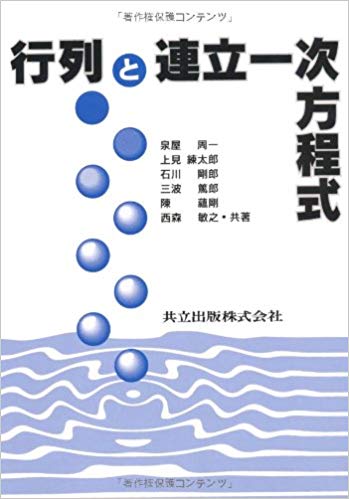 「著作権保護コンテンツ」
行列と連立一次方程式
泉屋 周一
上見 練太郎
石川 剛郎
三波 篤郎
陳 蘊剛
西森 敏之・共著
共立出版株式会社
「著作権保護コンテンツ」